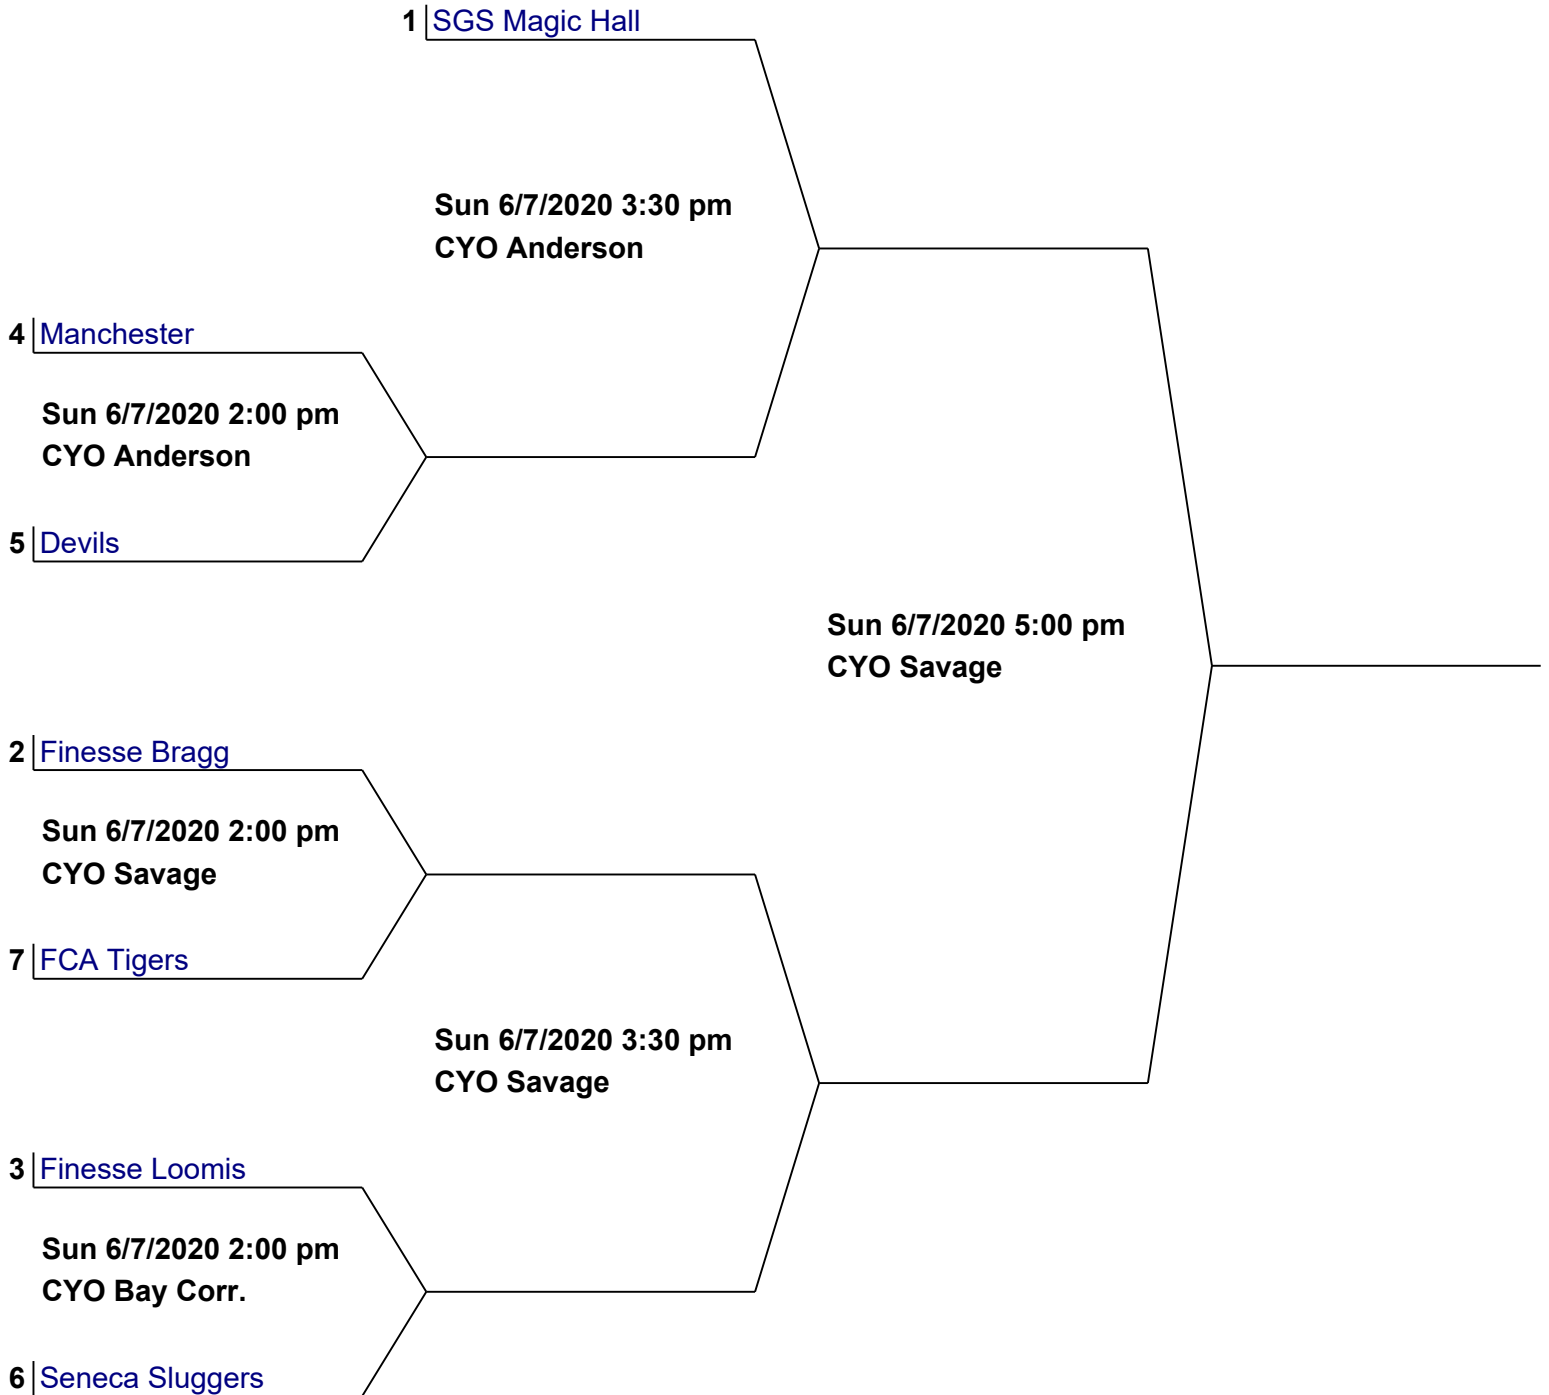 1 SGS Magic Hall
Sun 6/7/2020 3:30 pm
CYO Anderson
4 Manchester
Sun 6/7/2020 2:00 pm
CYO Anderson
5 Devils
Sun 6/7/2020 5:00 pm
CYO Savage
2 Finesse Bragg
Sun 6/7/2020 2:00 pm
CYO Savage
7 FCA Tigers
Sun 6/7/2020 3:30 pm
CYO Savage
3 Finesse Loomis
Sun 6/7/2020 2:00 pm
CYO Bay Corr.
6 Seneca Sluggers